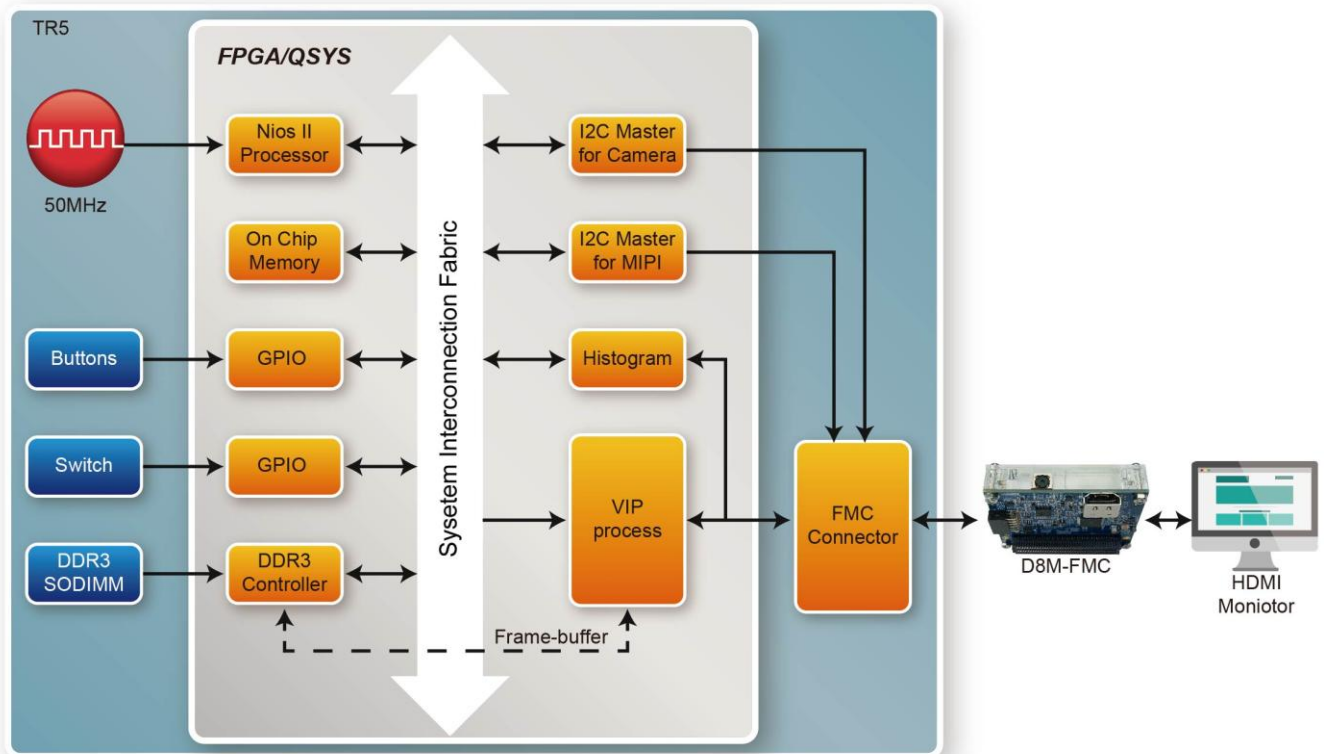 TR5
FPGA/QSYS
50MHz
Nios II
Processor
I2C Master
for Camera
On Chip
Memory
I2C Master
for MIPI
Sysetem Interconnection Fabric
Buttons
GPIO
Histogram
Switch
GPIO
VIP
process
FMC
Connector
DDR3
SODIMM
DDR3
Controller
D8M-FMC
HDMI
Moniotor
Frame-buffer